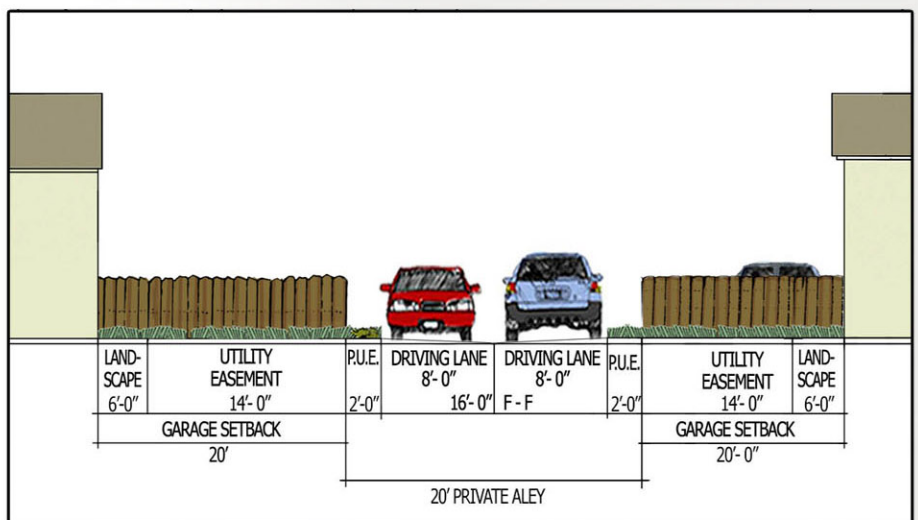 LAND-
SCAPE
6'-0"
UTILITY
EASEMENT
14'- 0"
P.U.E.
2'-0"
DRIVING LANE
8'- 0"
DRIVING LANE
8'- 0"
16'- 0" F - F
P.U.E.
2'-0"
UTILITY
EASEMENT
14'- 0"
LAND-
SCAPE
6'-0"
GARAGE SETBACK
20'
GARAGE SETBACK
20'- 0"
20' PRIVATE ALEY